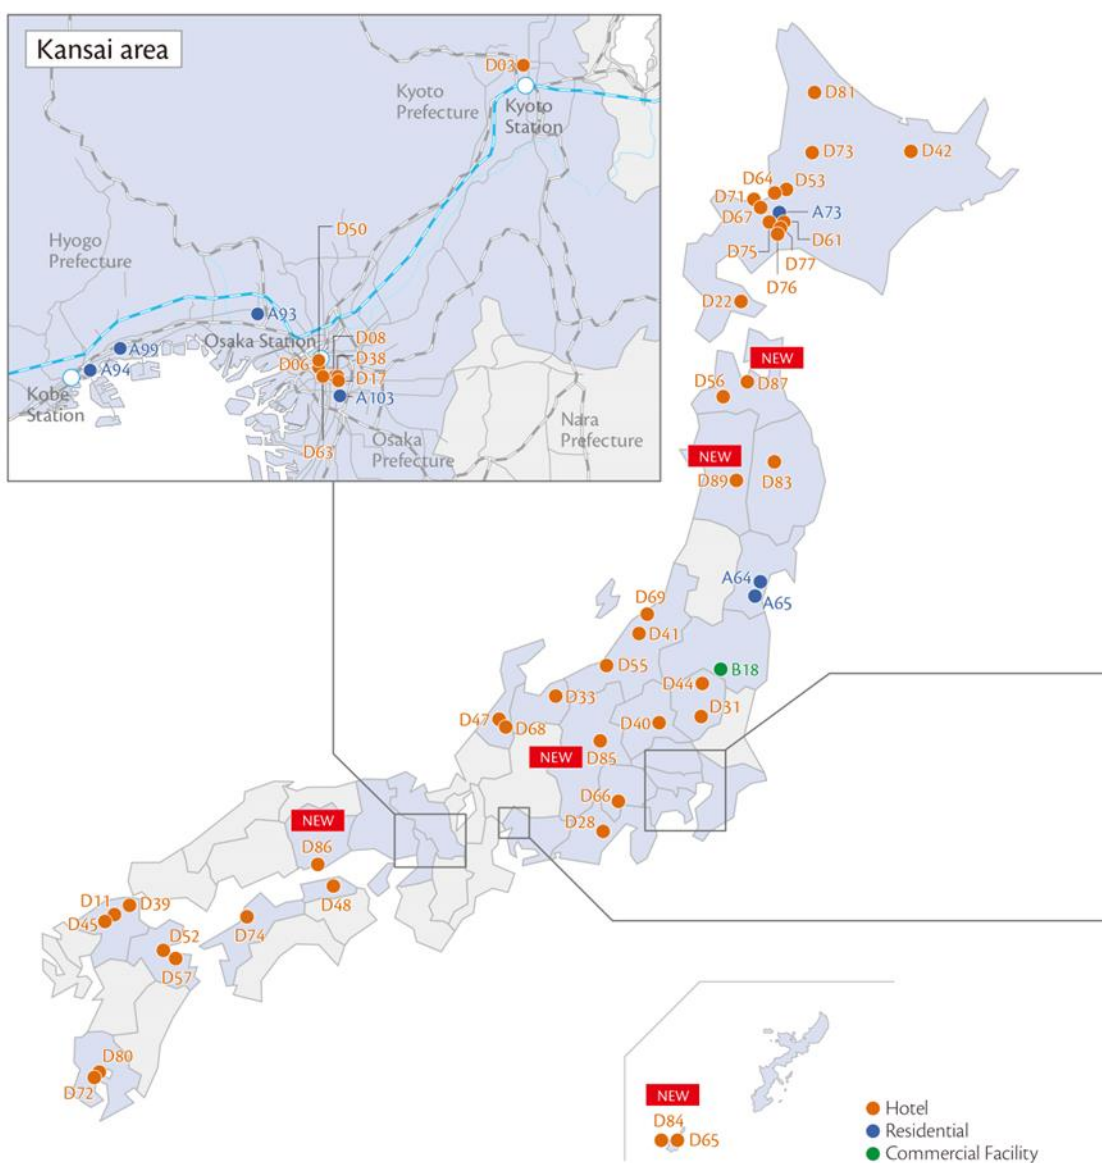 Kansai area
D03
Kyoto
Prefecture
Kyoto
Station
D50
Hyogo
Prefecture
A93
Osaka Station
D08
D38
D06
D17
A99
A94
A103
Kobe
Station
D63
Osaka
Prefecture
Nara
Prefecture
D81
D73
D42
D64
D53
D71
A73
D67
D61
D75
D77
D76
D22
NEW
D56
D87
NEW
D89
D83
A64
A65
D69
D41
D55
B18
D44
D33
D31
D47
D68
D40
NEW
D85
D66
D28
NEW
D86
D48
D11
D39
D45
D74
D52
D57
D80
D72
NEW
D84
D65
Hotel
Residential
Commercial Facility